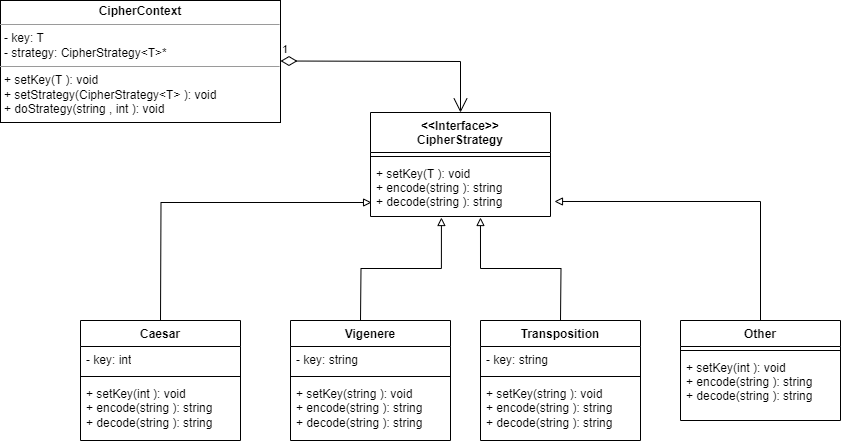 CipherContext
- key: T
- strategy: CipherStrategy<T>*
+ setKey(T ): void
+ setStrategy(CipherStrategy<T> ): void
+ doStrategy(string , int ): void
1
<<Interface>>
CipherStrategy
+ setKey(T ): void
+ encode(string ): string
+ decode(string ): string
Caesar
- key: int
+ setKey(int ): void
+ encode(string ): string
+ decode(string ): string
Vigenere
- key: string
+ setKey(string ): void
+ encode(string ): string
+ decode(string ): string
Transposition
- key: string
+ setKey(string ): void
+ encode(string ): string
+ decode(string ): string
Other
+ setKey(int ): void
+ encode(string ): string
+ decode(string ): string